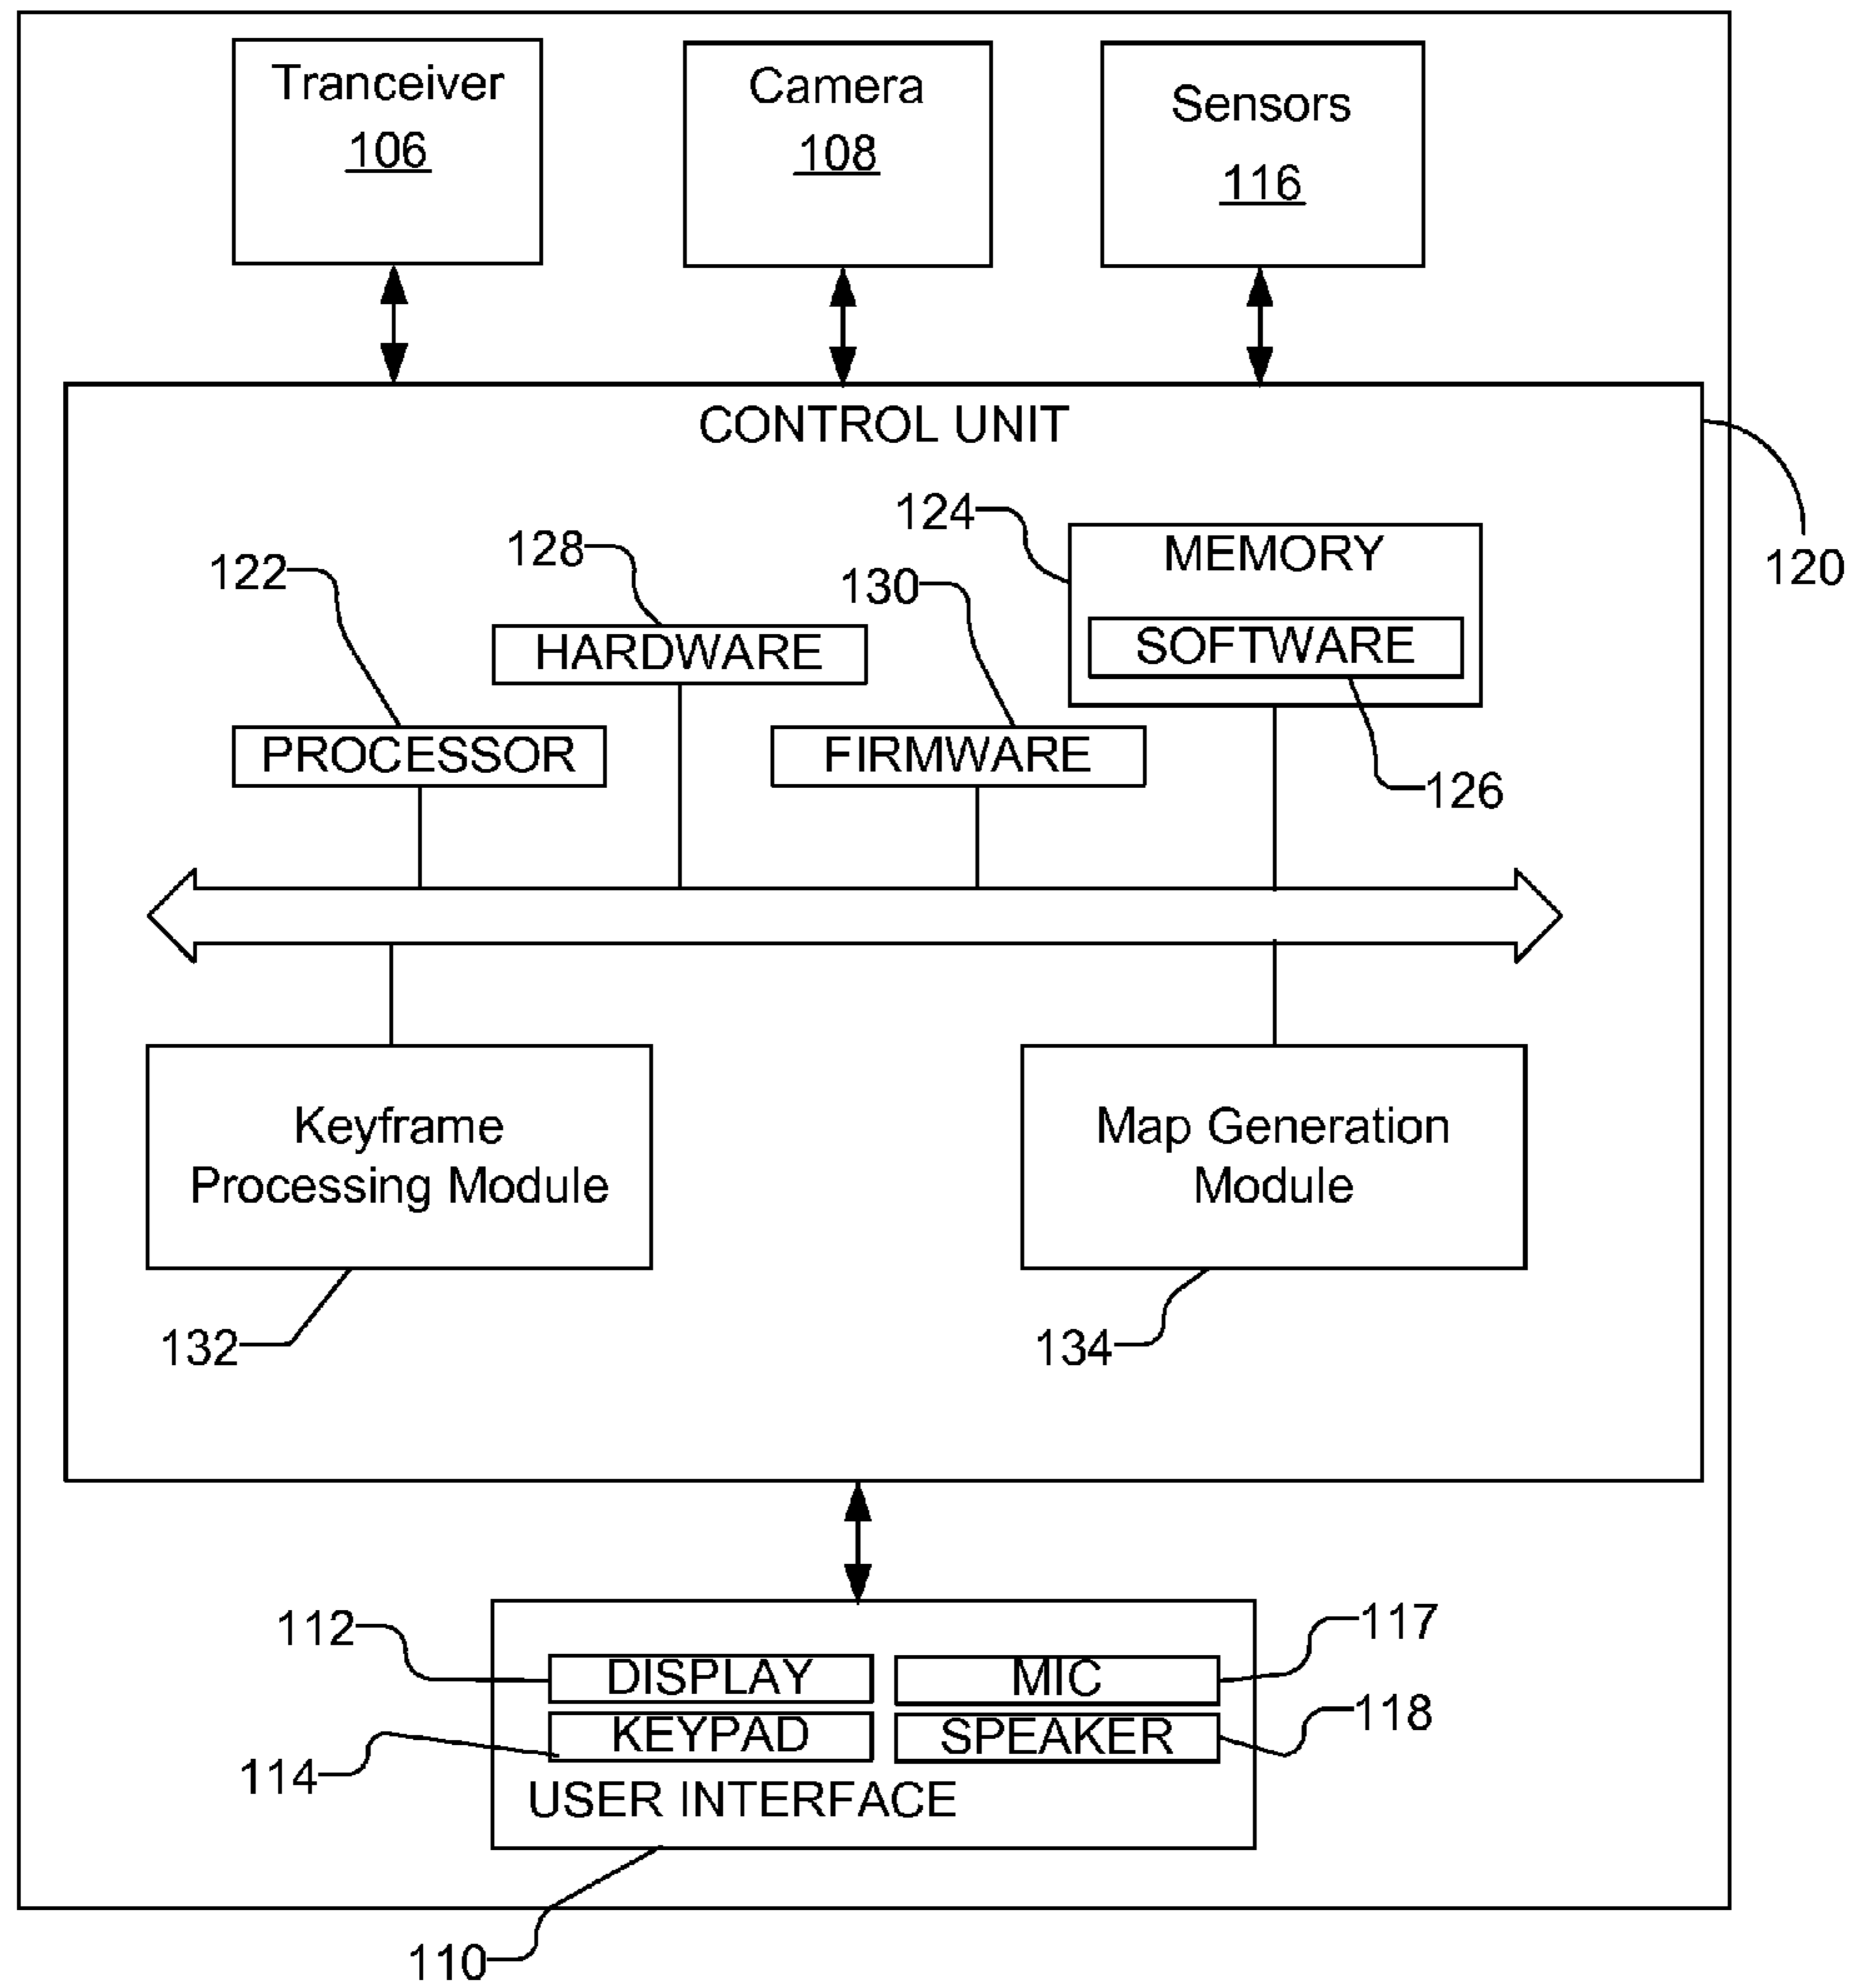 Tranceiver
106
Camera
108
Sensors
116
CONTROL UNIT
120
124
MEMORY
SOFTWARE
126
128
HARDWARE
122
PROCESSOR
130
FIRMWARE
Keyframe
Processing Module
132
Map Generation
Module
134
112
DISPLAY
MIC
117
114
KEYPAD
SPEAKER
118
USER INTERFACE
110